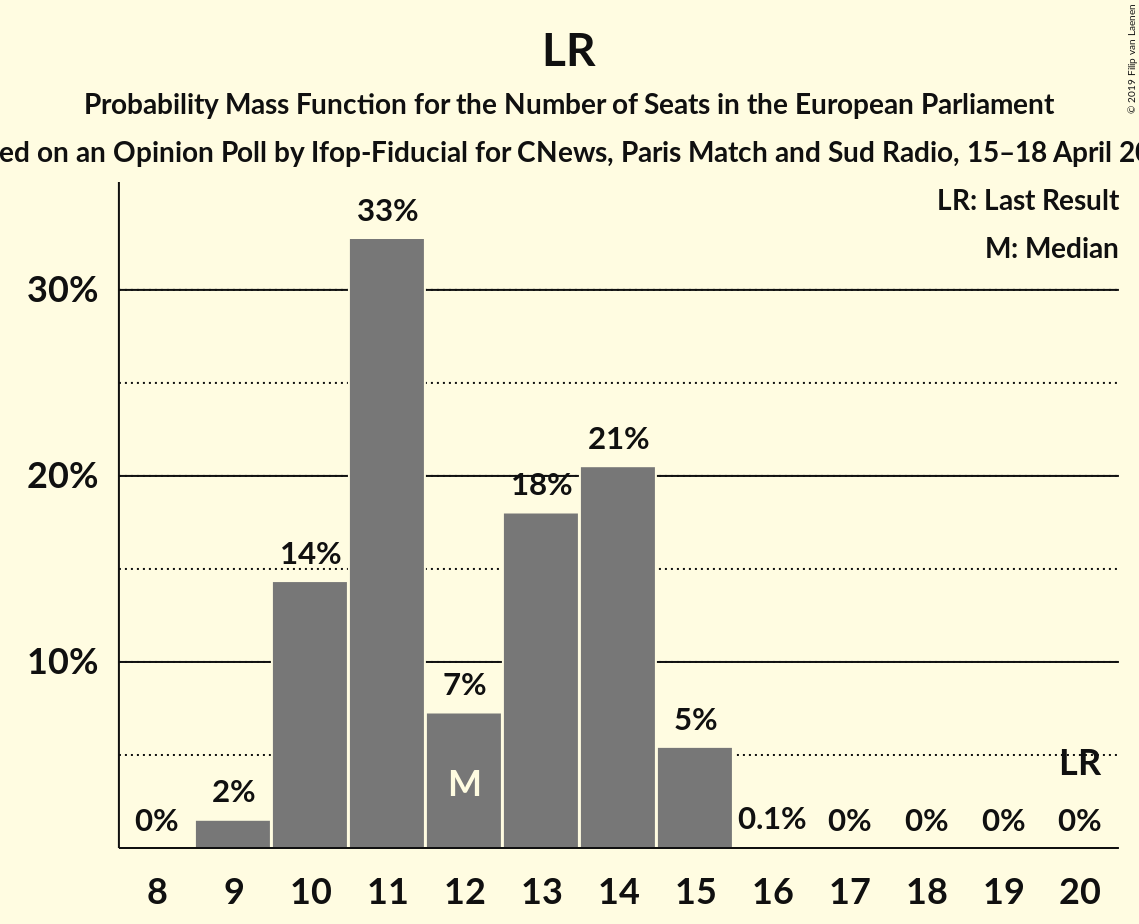 LR
Probability Mass Function for the Number of Seats in the European Parliament
ed on an Opinion Poll by Ifop-Fiducial for CNews, Paris Match and Sud Radio, 15–18 April 20
© 2019 Filip van Laenen
LR: Last Result
M: Median
33%
30%
21%
20%
18%
14%
10%
7%
5%
M
LR
2%
0%
0.1%
0%
0%
0%
0%
8 9 10 11 12 13 14 15 16 17 18 19 20